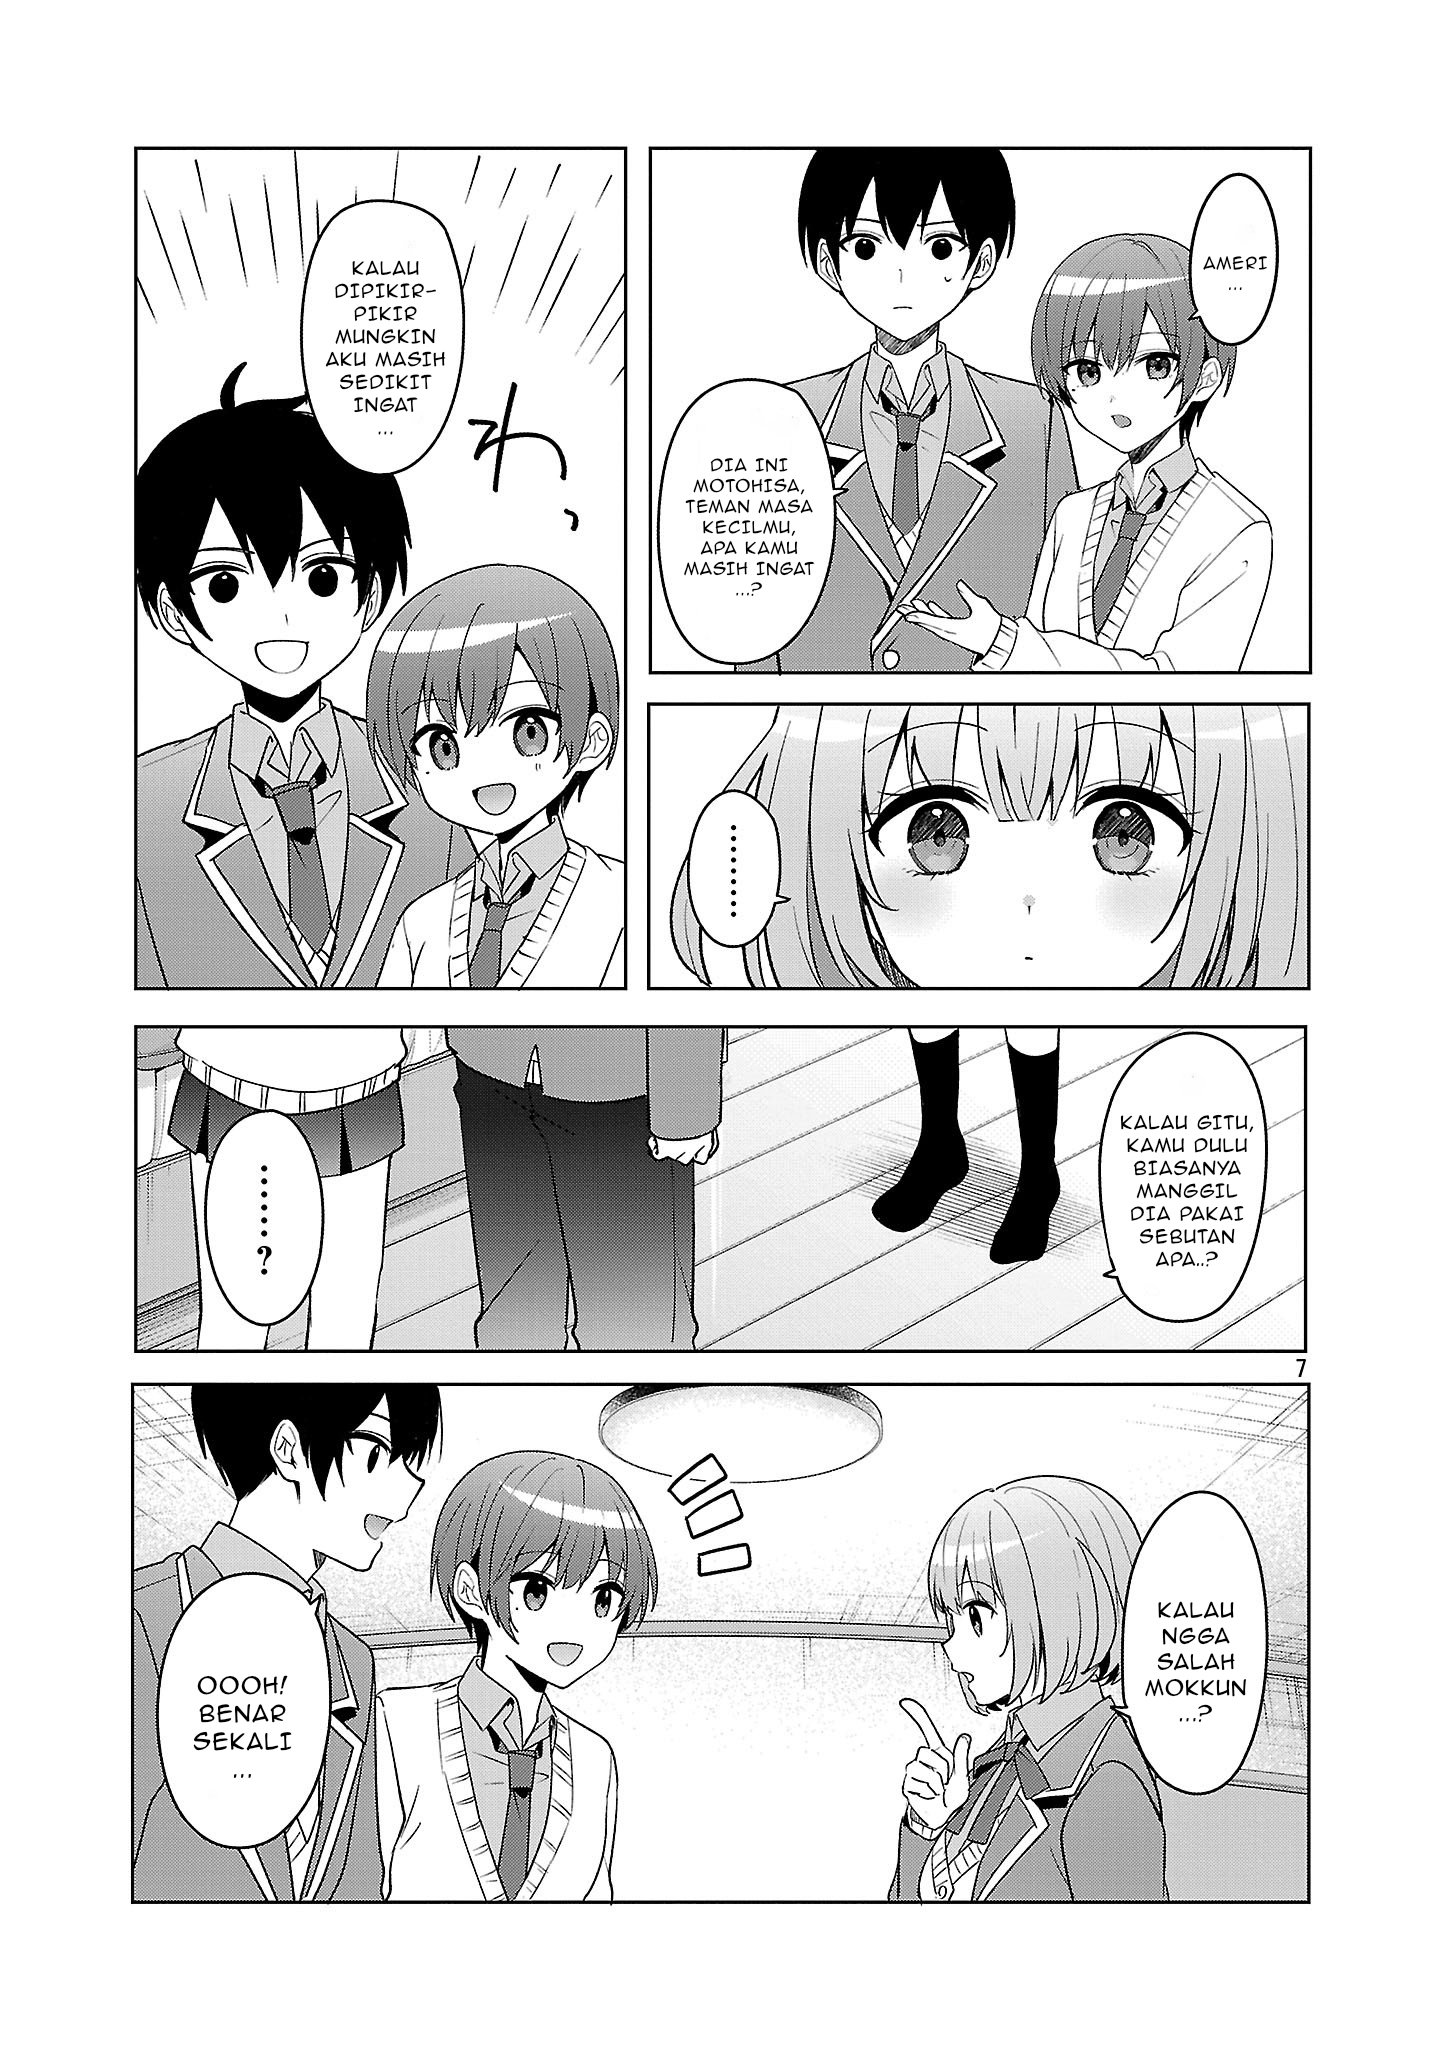 AMERI
...
DIA INI
MOTOHISA,
TEMAN MASA
KECILMU,
APA KAMU
MASIH INGAT
...?
.........
KALAU
DIPIKIR-
PIKIR
MUNGKIN
AKU MASIH
SEDIKIT
INGAT
...
わっ
KALAU GITU,
KAMU DULU
BIASANYA
MANGGIL
DIA PAKAI
SEBUTAN
APA..?
.......?
7
KALAU
NGGA
SALAH
MOKKUN
...?
OOOH!
BENAR
SEKALI
...